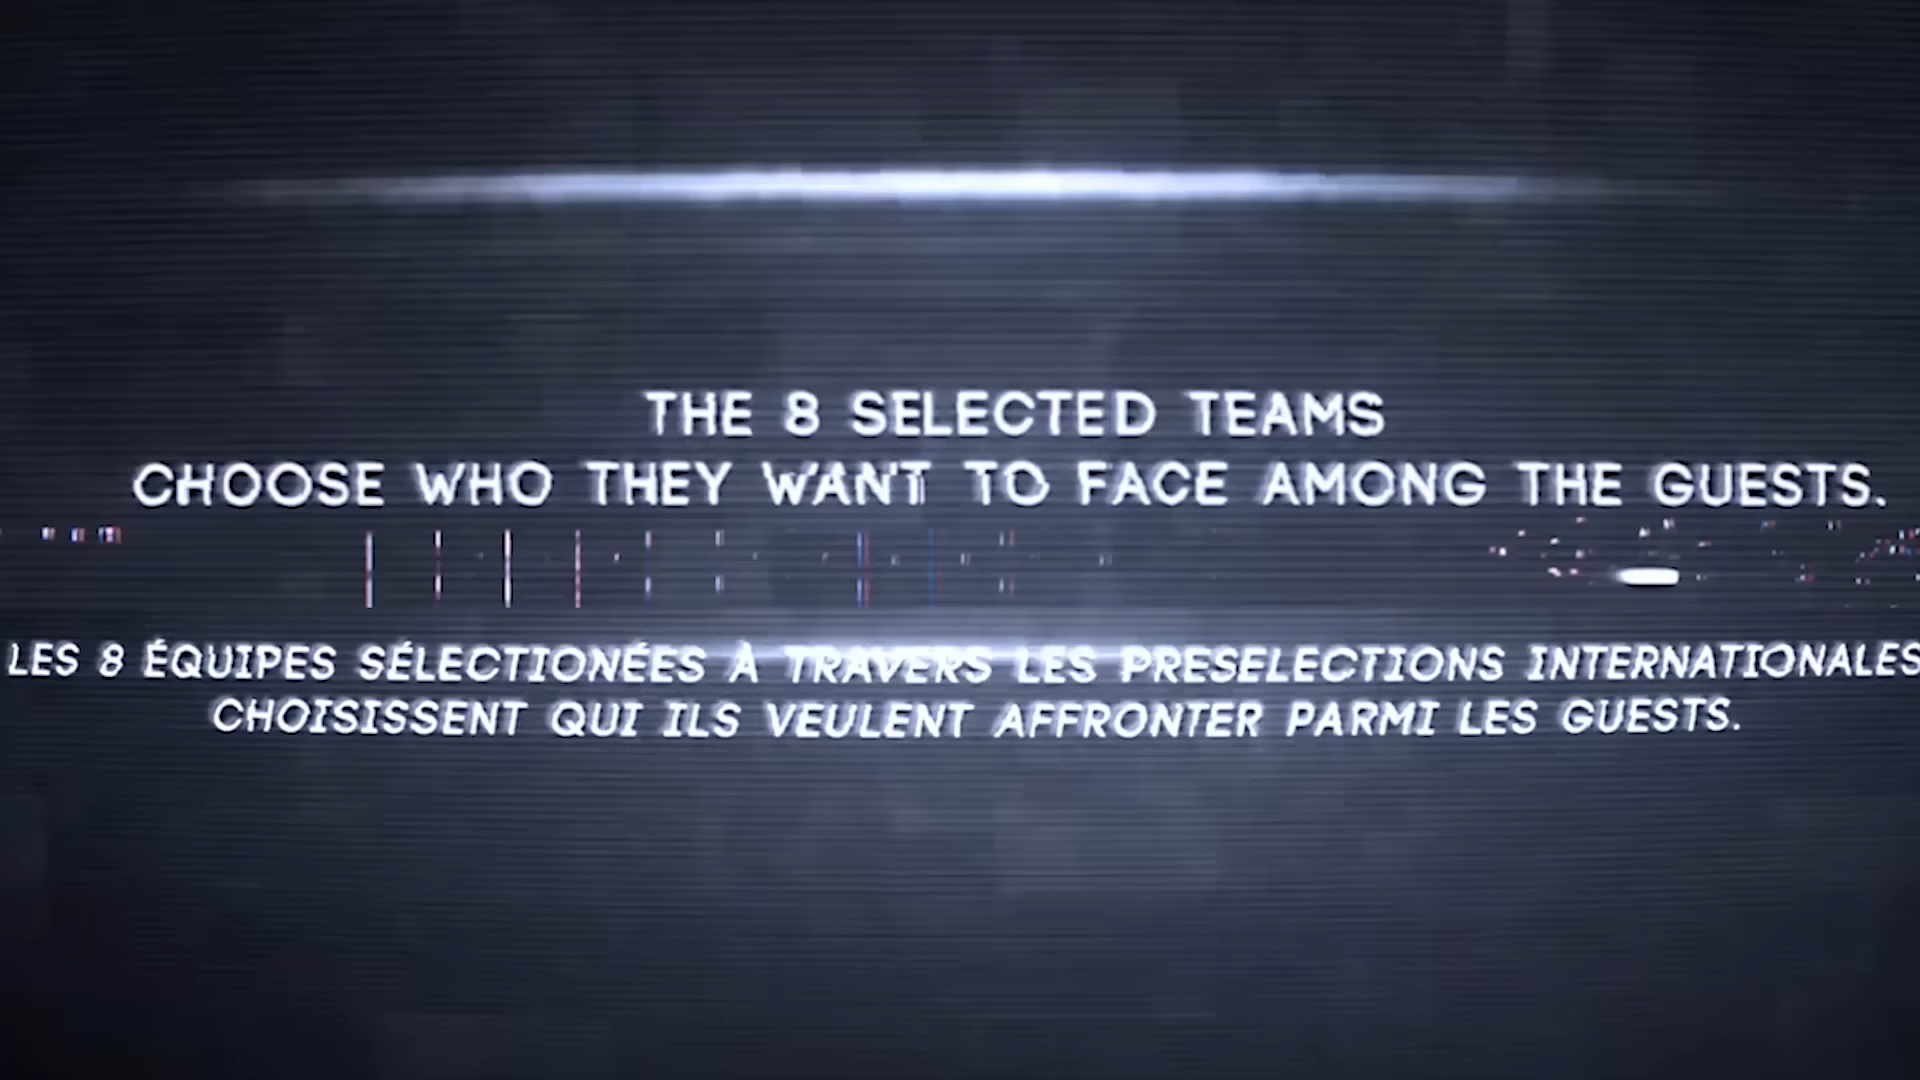 THE 8 SELECTED TEAMS
CHOOSE WHO THEY WANT TO FACE AMONG THE GUESTS.
LES 8 ÉQUIPES SÉLECTIONÉES À TRAVERS LES PRESELECTIONS INTERNATIONALES
CHOISISSENT QUI ILS VEULENT AFFRONTER PARMI LES GUESTS.